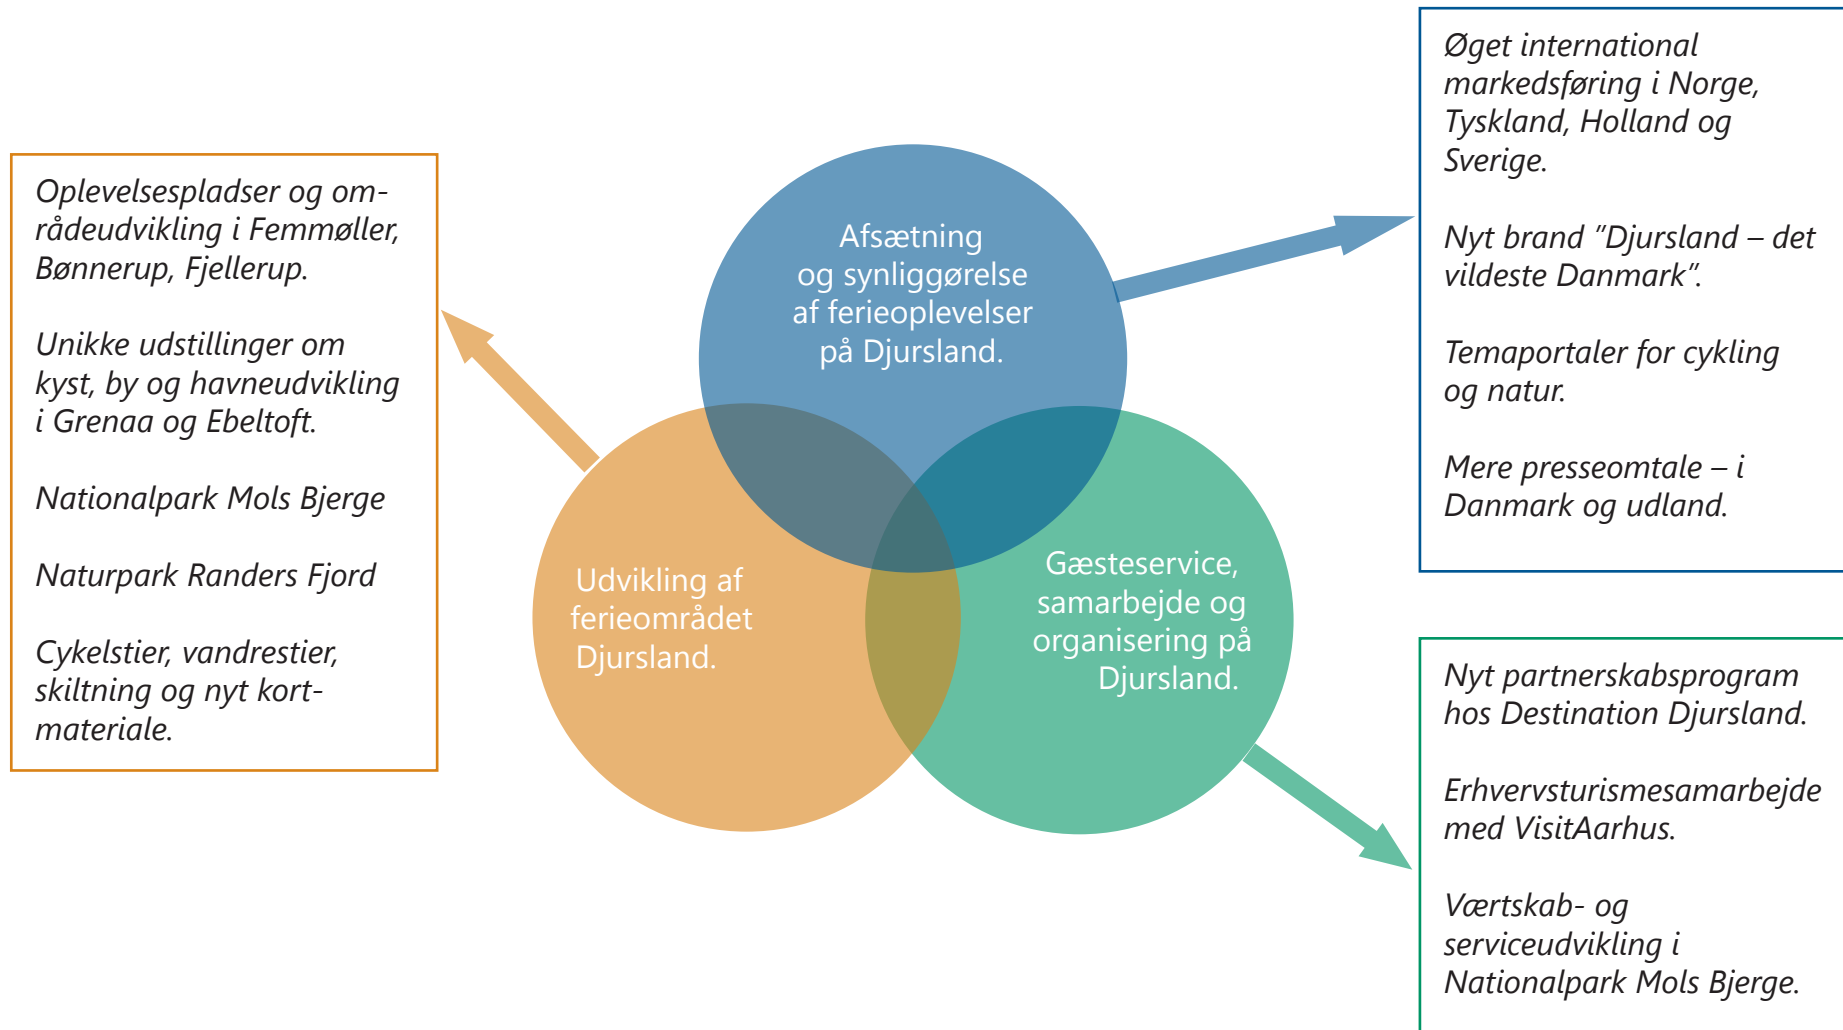 Oplevelsespladser og om-
rådeudvikling i Femmøller,
Bønnerup, Fjellerup.
Unikke udstillinger om
kyst, by og havneudvikling
i Grenaa og Ebeltoft.
Nationalpark Mols Bjerge
Naturpark Randers Fjord
Cykelstier, vandrestier,
skiltning og nyt kort-
materiale.
Afsætning
og synliggørelse
af ferieoplevelser
på Djursland.
Udvikling af
ferieområdet
Djursland.
Gæsteservice,
samarbejde og
organisering på
Djursland.
Øget international
markedsføring i Norge,
Tyskland, Holland og
Sverige.
Nyt brand ”Djursland – det
vildeste Danmark”.
Temaportaler for cykling
og natur.
Mere presseomtale – i
Danmark og udland.
Nyt partnerskabsprogram
hos Destination Djursland.
Erhvervsturismesamarbejde
med VisitAarhus.
Værtskab- og
serviceudvikling i
Nationalpark Mols Bjerge.